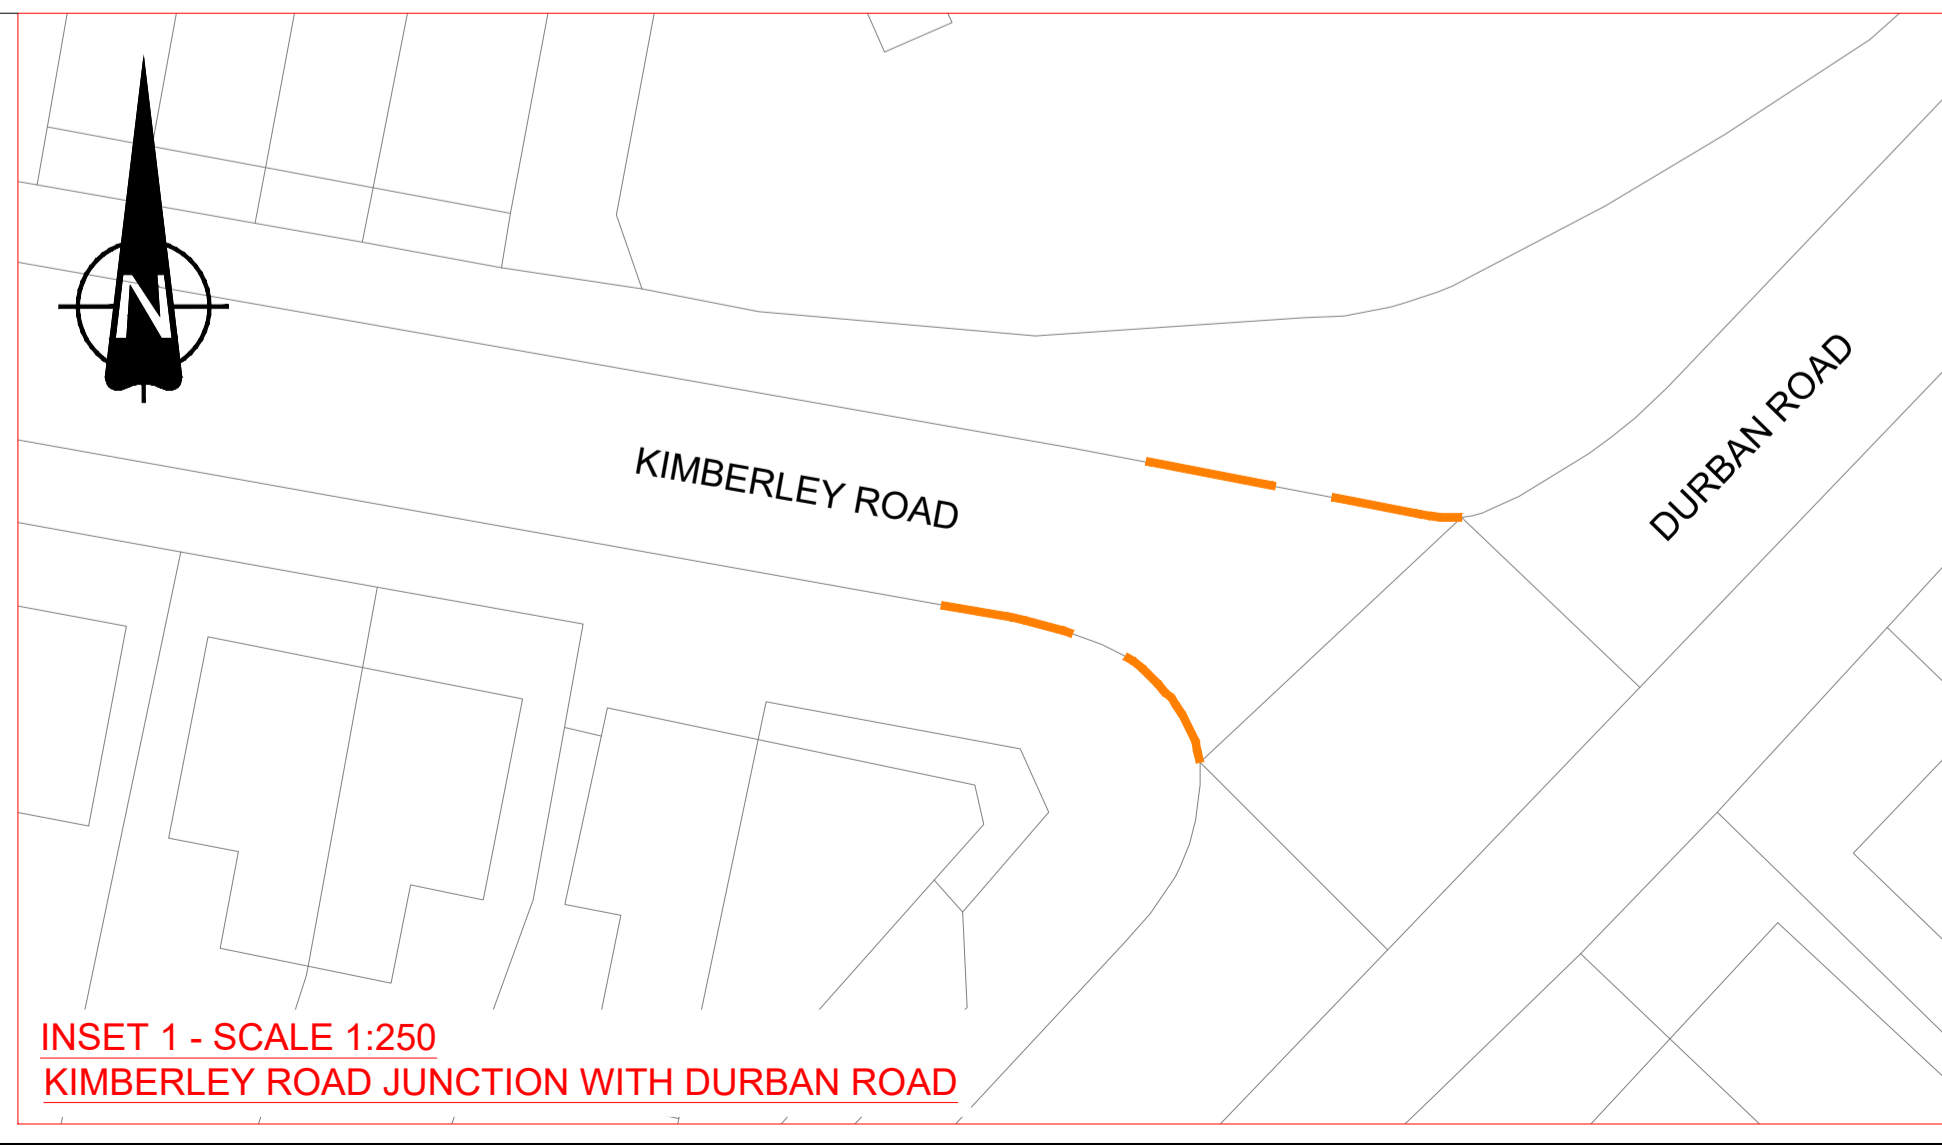 N
KIMBERLEY ROAD
DURBAN ROAD
INSET 1 - SCALE 1:250
KIMBERLEY ROAD JUNCTION WITH DURBAN ROAD